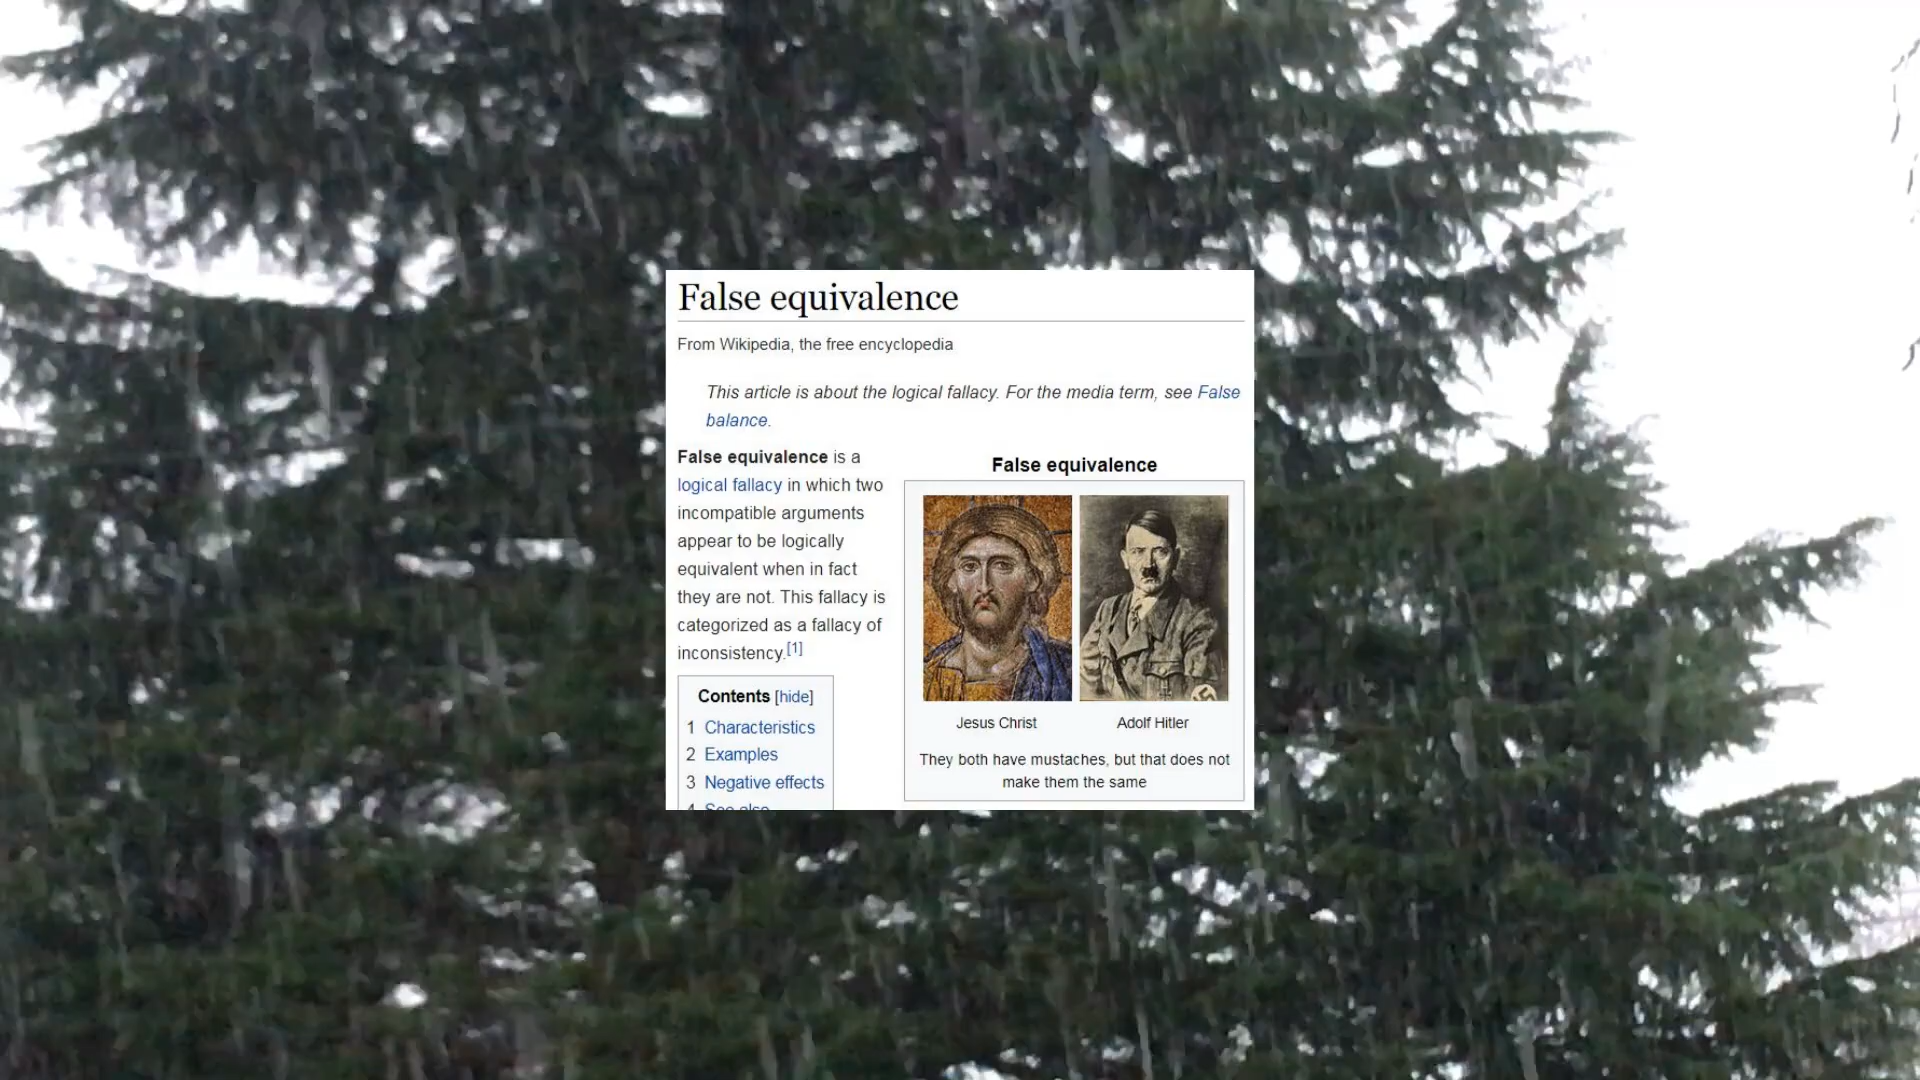 False equivalence
From Wikipedia, the free encyclopedia
This article is about the logical fallacy. For the media term, see False
balance.
False equivalence is a
logical fallacy in which two
incompatible arguments
appear to be logically
equivalent when in fact
they are not. This fallacy is
categorized as a fallacy of
inconsistency.[1]
Contents [hide]
1 Characteristics
2 Examples
3 Negative effects
4 See also
False equivalence
Jesus Christ
Adolf Hitler
They both have mustaches, but that does not
make them the same